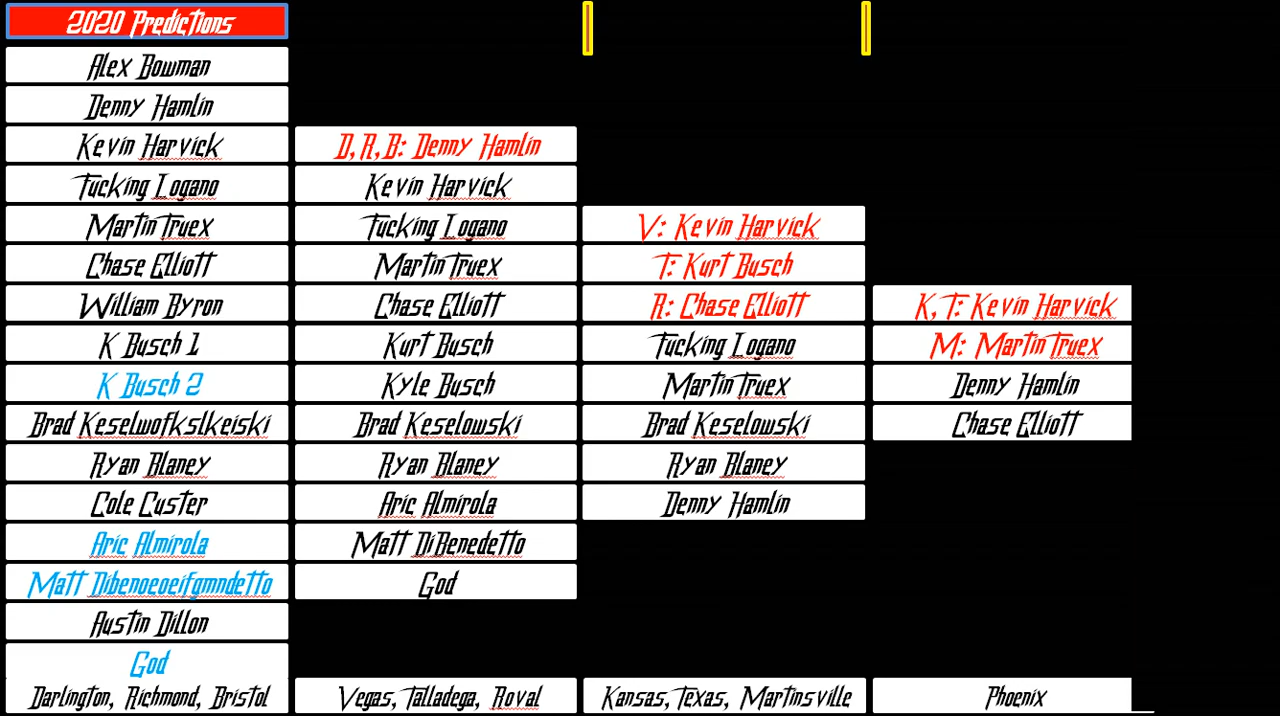 2020 Predictions
Alex Bowman
Denny Hamlin
Kevin Harvick
Fucking Logano
Martin Truex
Chase Elliott
William Byron
K Busch 1
K Busch 2
Brad Keselwofkslkeiski
Ryan Blaney
Cole Custer
Aric Almirola
Matt Dibenoeoeifgmndetto
Austin Dillon
God
Darlington, Richmond, Bristol
D, R, B: Denny Hamlin
Kevin Harvick
Fucking Logano
Martin Truex
Chase Elliott
Kurt Busch
Kyle Busch
Brad Keselowski
Ryan Blaney
Aric Almirola
Matt DiBenedetto
God
Vegas, Talladega, Roval
V: Kevin Harvick
T: Kurt Busch
R: Chase Elliott
Fucking Logano
Martin Truex
Brad Keselowski
Ryan Blaney
Denny Hamlin
Kansas, Texas, Martinsville
K, T: Kevin Harvick
M: Martin Truex
Denny Hamlin
Chase Elliott
Phoenix